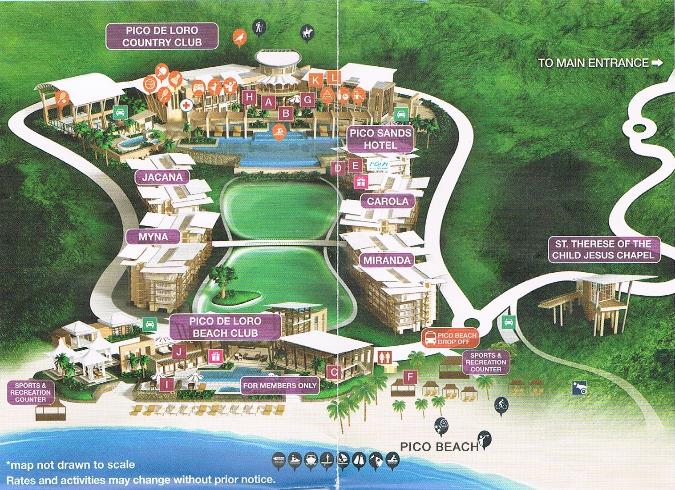 PICO DE LORO
COUNTRY CLUB
TO MAIN ENTRANCE
K L
H A B G
PICO SANDS
HOTEL
D E
JACANA
CAROLA
MYNA
MIRANDA
ST. THERESE OF THE
CHILD JESUS CHAPEL
PICO DE LORO
BEACH CLUB
PICO BEACH
DROP OFF
J
SPORTS &
RECREATION
COUNTER
I
FOR MEMBERS ONLY
C
F
SPORTS &
RECREATION
COUNTER
PICO BEACH
*map not drawn to scale
Rates and activities may change without prior notice.